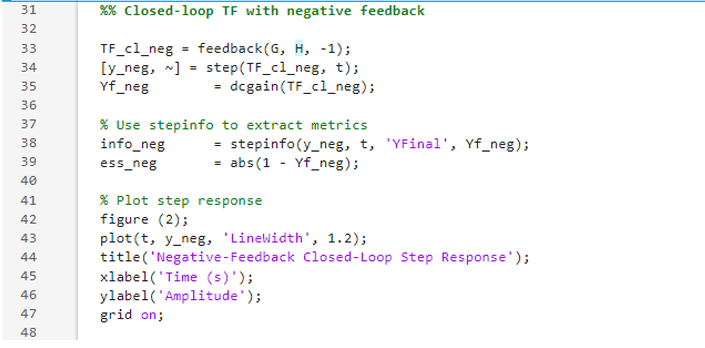 31 %% Closed-loop TF with negative feedback
32
33 TF_cl_neg = feedback(G, H, -1);
34 [y_neg, ~] = step(TF_cl_neg, t);
35 Yf_neg = dcgain(TF_cl_neg);
36
37 % Use stepinfo to extract metrics
38 info_neg = stepinfo(y_neg, t, 'YFinal', Yf_neg);
39 ess_neg = abs(1 - Yf_neg);
40
41 % Plot step response
42 figure (2);
43 plot(t, y_neg, 'LineWidth', 1.2);
44 title('Negative-Feedback Closed-Loop Step Response');
45 xlabel('Time (s)');
46 ylabel('Amplitude');
47 grid on;
48